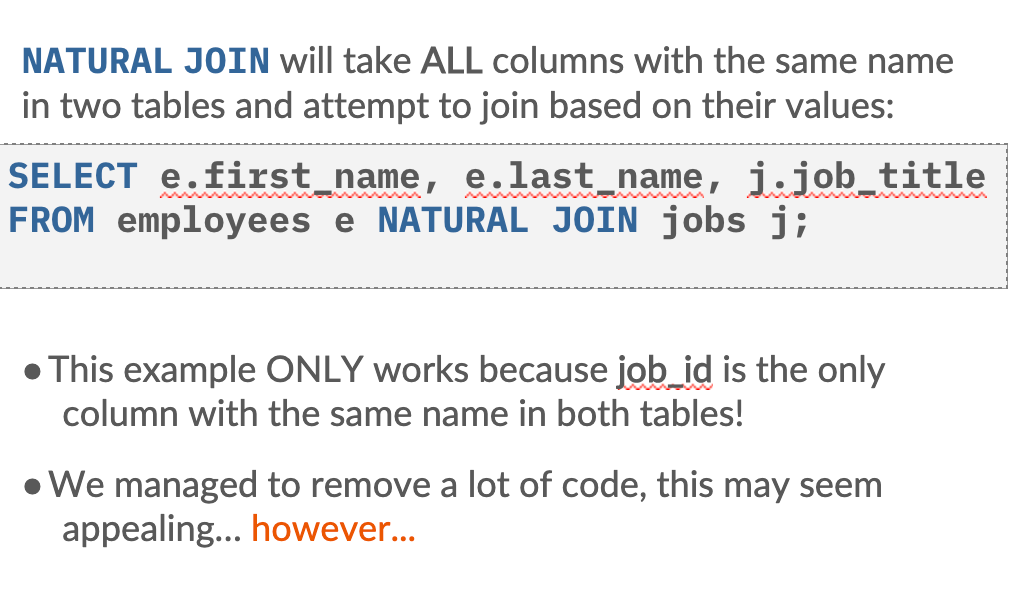 NATURAL JOIN will take ALL columns with the same name
in two tables and attempt to join based on their values:
SELECT e.first_name, e.last_name, j.job_title
FROM employees e NATURAL JOIN jobs j;
● This example ONLY works because job_id is the only
column with the same name in both tables!
● We managed to remove a lot of code, this may seem
appealing... however...